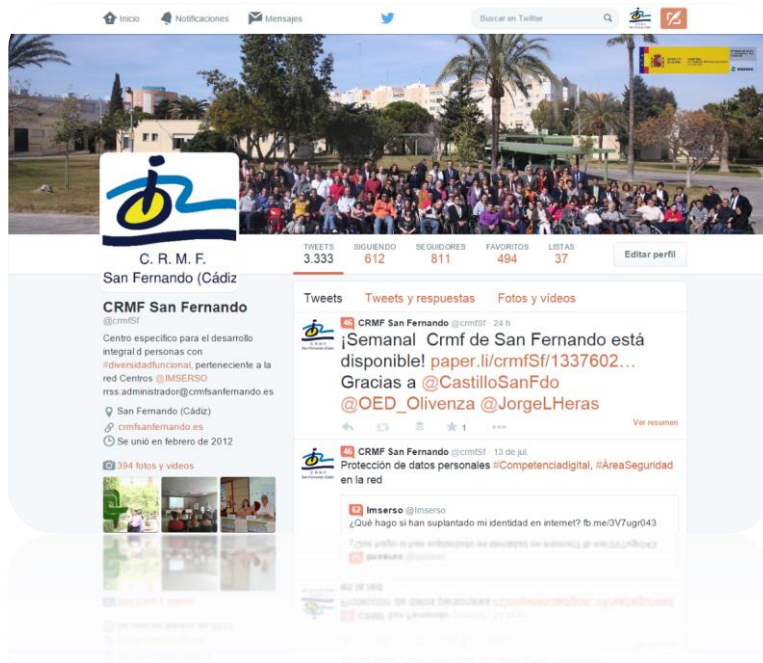 Inicio Notificaciones Mensajes Buscar en Twitter
C. R. M. F.
San Fernando (Cádiz
TWEETS SIGUIENDO SEGUIDORES FAVORITOS LISTAS
3.333 612 811 494 37 Editar perfil
CRMF San Fernando
@crmfSf
Centro específico para el desarrollo
integral d personas con
#diversidadfuncional, perteneciente a la
red Centros @IMSERSO
rrss.administrador@crmfsanfernando.es
San Fernando (Cádiz)
crmfsanfernando.es
Se unió en febrero de 2012
394 fotos y videos
Tweets Tweets y respuestas Fotos y vídeos
46 CRMF San Fernando @crmfSf · 24 h
¡Semanal Crmf de San Fernando está
disponible! paper.li/crmfSf/1337602…
Gracias a @CastilloSanFdo
@OED_Olivenza @JorgeLHeras
1 Ver resumen
46 CRMF San Fernando @crmfSf · 13 de jul.
Protección de datos personales #Competenciadigital, #ÁreaSeguridad
en la red
62 Imserso @Imserso
¿Qué hago si han suplantado mi identidad en internet? fb.me/3V7ugr043